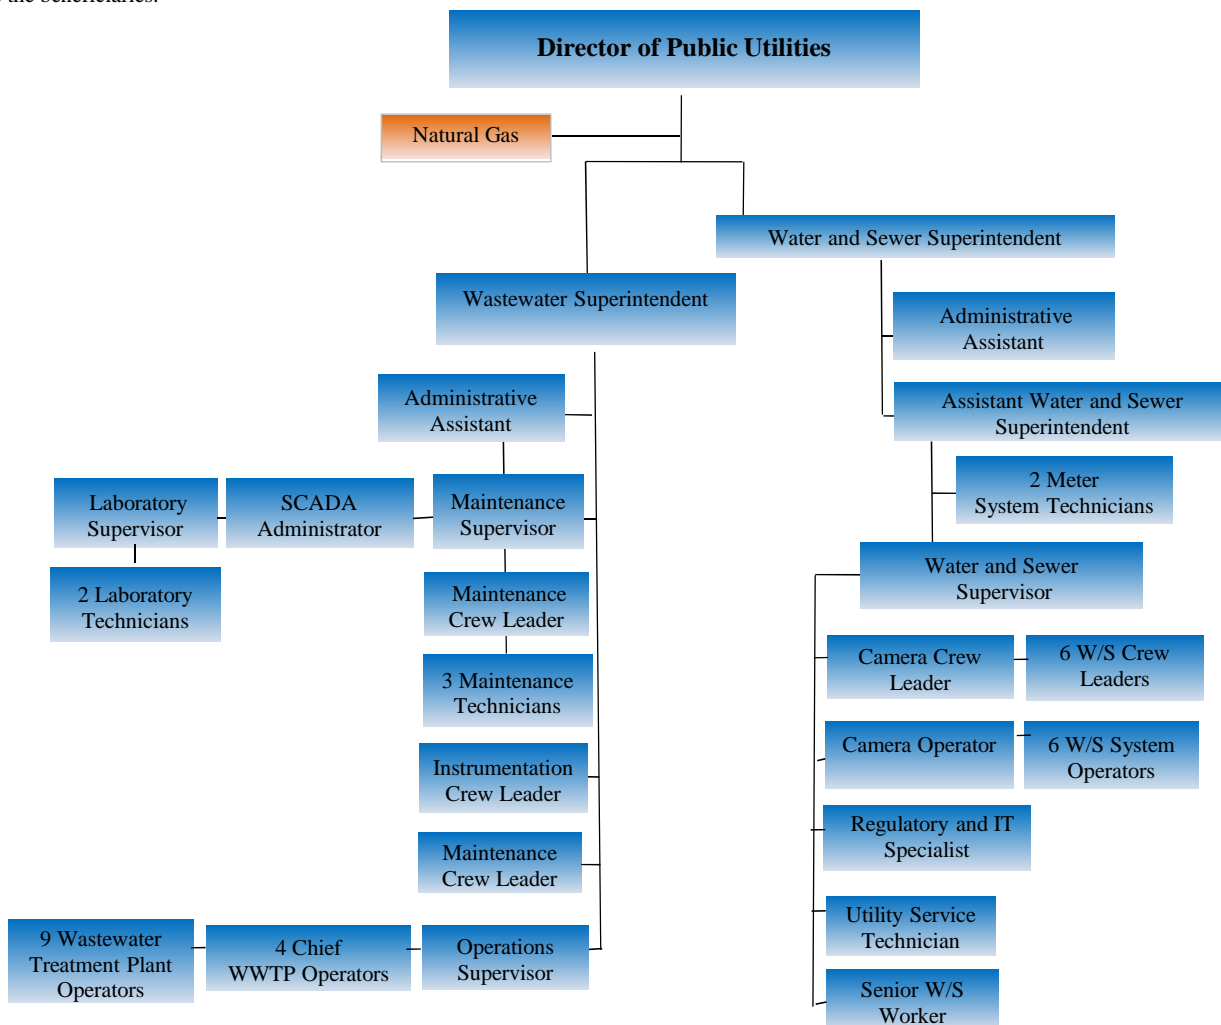 the beneficiaries.
Director of Public Utilities
Natural Gas
Water and Sewer Superintendent
Wastewater Superintendent
Administrative
Assistant
Administrative
Assistant
Assistant Water and Sewer
Superintendent
Laboratory
Supervisor
SCADA
Administrator
Maintenance
Supervisor
2 Meter
System Technicians
2 Laboratory
Technicians
Maintenance
Crew Leader
Water and Sewer
Supervisor
3 Maintenance
Technicians
Camera Crew
Leader
6 W/S Crew
Leaders
Instrumentation
Crew Leader
Camera Operator
6 W/S System
Operators
Maintenance
Crew Leader
Regulatory and IT
Specialist
9 Wastewater
Treatment Plant
Operators
4 Chief
WWTP Operators
Operations
Supervisor
Utility Service
Technician
Senior W/S
Worker